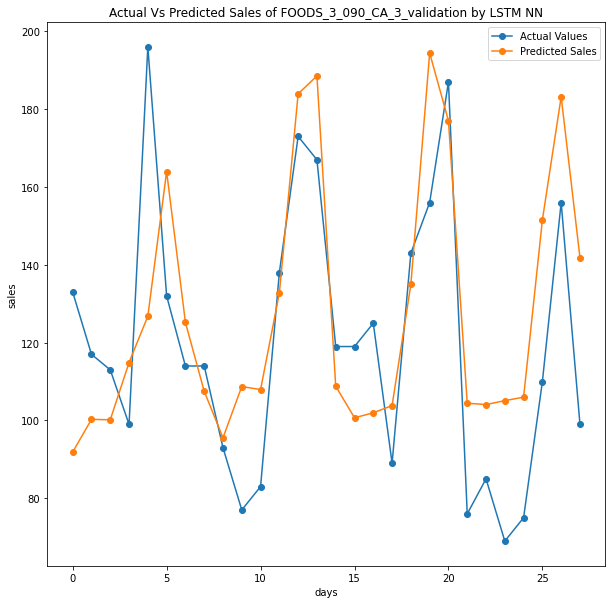 Actual Vs Predicted Sales of FOODS_3_090_CA_3_validation by LSTM NN
Actual Values
Predicted Sales
200
180
160
140
120
100
80
sales
0 5 10 15 20 25
days